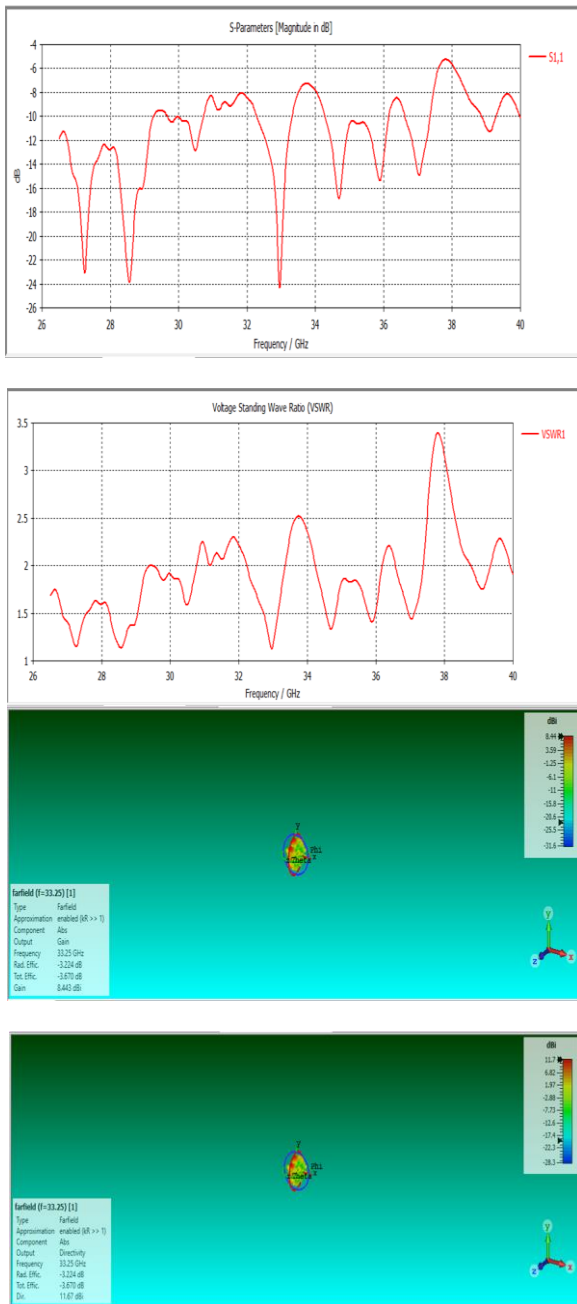 S-Parameters [Magnitude in dB]
S1,1
-4
-6
-8
-10
-12
-14
-16
-18
-20
-22
-24
-26
dB
26 28 30 32 34 36 38 40
Frequency / GHz
Voltage Standing Wave Ratio (VSWR)
VSWR1
3.5
3
2.5
2
1.5
1
26 28 30 32 34 36 38 40
Frequency / GHz
dBi
8.44
3.59
-1.25
-6.1
-11
-15.8
-20.6
-25.5
-31.6
y
Phi
Theta
x
farfield (f=33.25) [1]
Type Farfield
Approximation enabled (kR >> 1)
Component Abs
Output Gain
Frequency 33.25 GHz
Rad. Effic. -3.224 dB
Tot. Effic. -3.670 dB
Gain 8.443 dBi
y
z
x
dBi
11.7
6.82
1.97
-2.88
-7.73
-12.6
-17.4
-22.3
-28.3
y
Phi
Theta
x
farfield (f=33.25) [1]
Type Farfield
Approximation enabled (kR >> 1)
Component Abs
Output Directivity
Frequency 33.25 GHz
Rad. Effic. -3.224 dB
Tot. Effic. -3.670 dB
Dir. 11.67 dBi
y
z
x